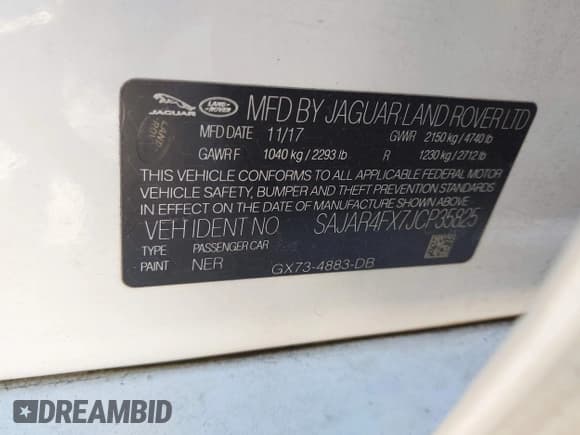 JAGUAR LAND ROVER MFD BY JAGUAR LAND ROVER LTD
LAND ROVER MFD DATE 11/17 GVWR 2150 kg / 4740 lb
GAWR F 1040 kg / 2293 lb R 1230 kg / 2712 lb
THIS VEHICLE CONFORMS TO ALL APPLICABLE FEDERAL MOTOR
VEHICLE SAFETY, BUMPER AND THEFT PREVENTION STANDARDS
IN EFFECT ON THE DATE OF MANUFACTURE SHOWN ABOVE.
VEH IDENT NO. SAJAR4FX7JCP35825
TYPE PASSENGER CAR
PAINT NER GX73-4883-DB
DREAMBID